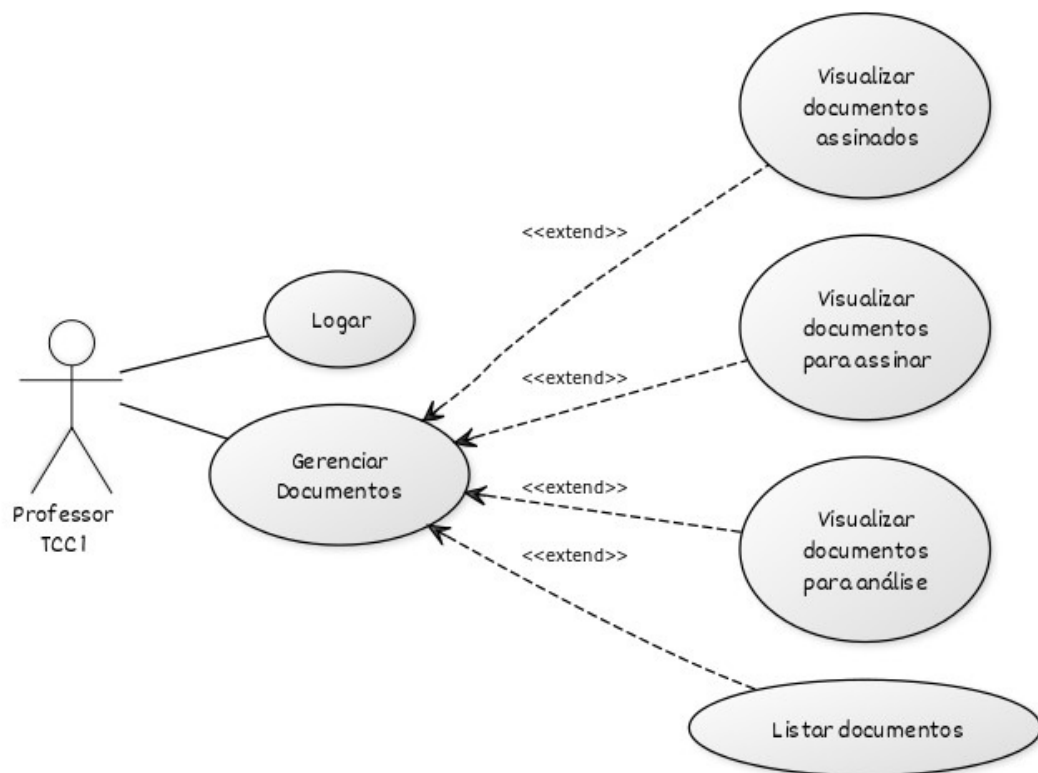 Visualizar
documentos
assinados
<<extend>>
Visualizar
documentos
para assinar
Logar
<<extend>>
Gerenciar
Documentos
Professor
TCC1
<<extend>>
Visualizar
documentos
para análise
<<extend>>
Listar documentos